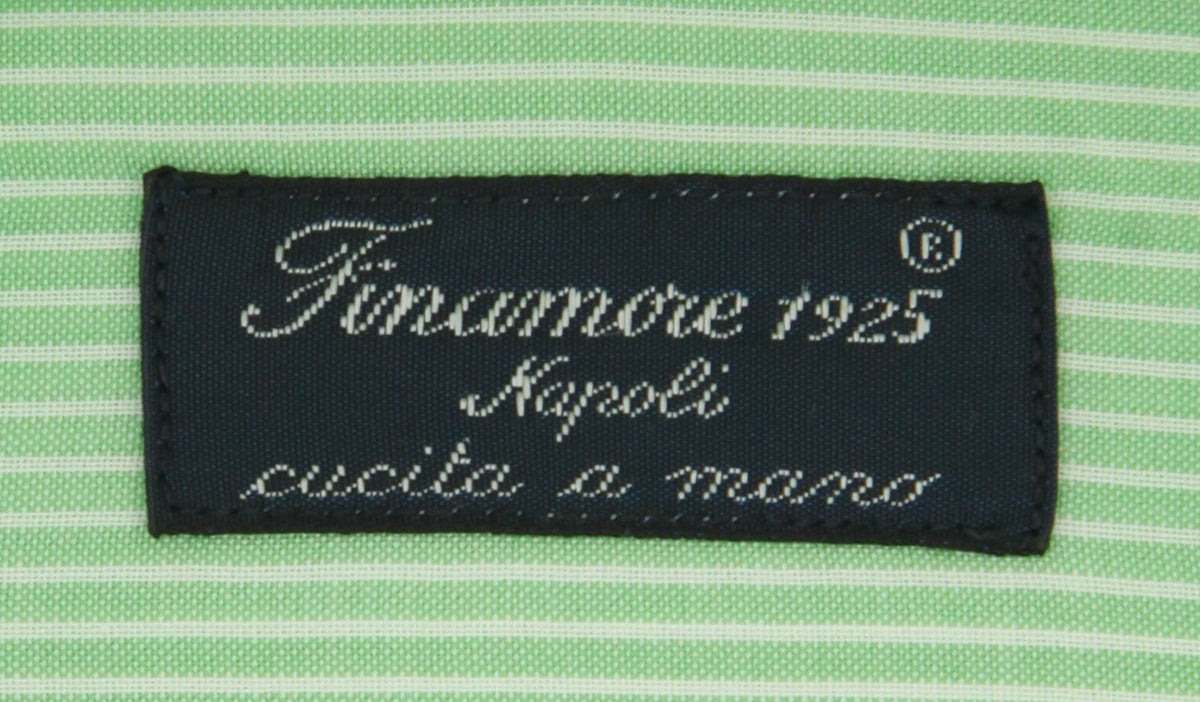 Finamore 1925 ®
Napoli
cucita a mano